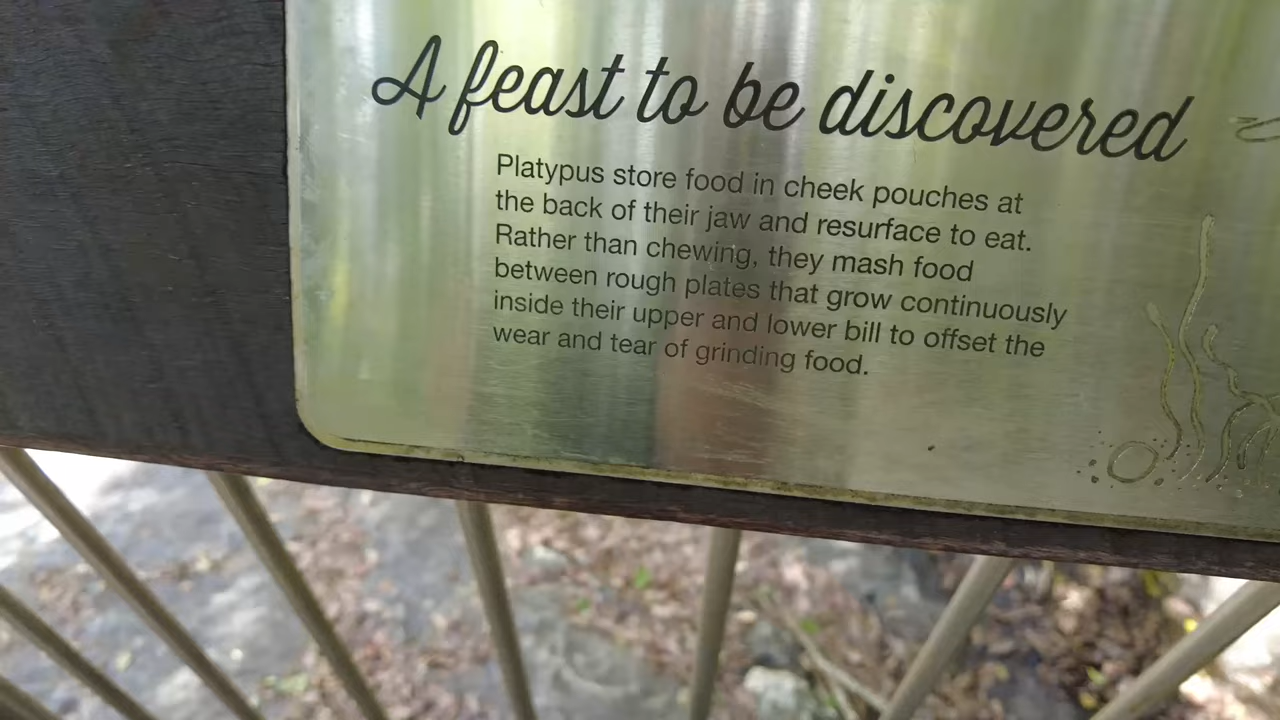 A feast to be discovered
Platypus store food in cheek pouches at
the back of their jaw and resurface to eat.
Rather than chewing, they mash food
between rough plates that grow continuously
inside their upper and lower bill to offset the
wear and tear of grinding food.